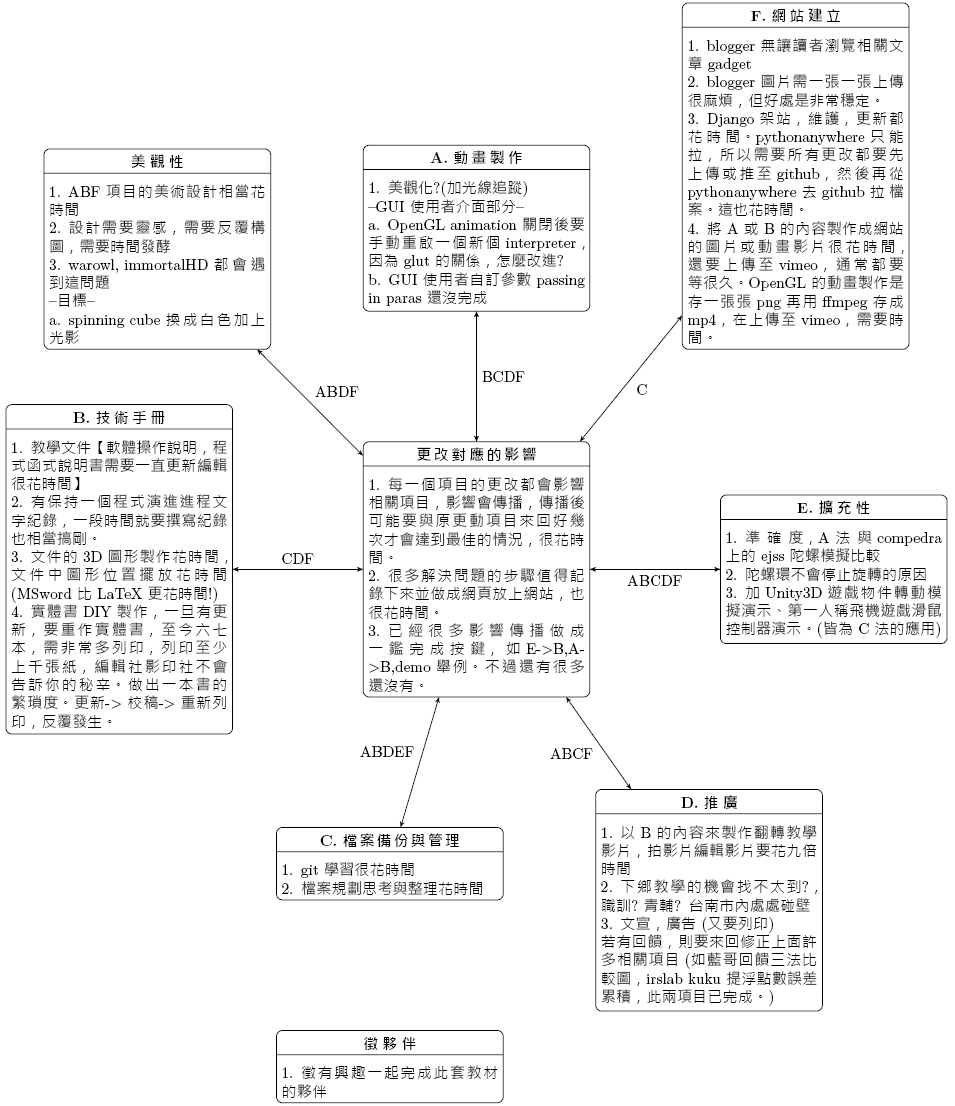 F. 網站建立
1. blogger 無讓讀者瀏覽相關文
章 gadget
2. blogger 圖片需一張一張上傳
很麻煩，但好處是非常穩定。
3. Django 架站，維護，更新都
花時間。pythonanywhere 只能
拉，所以需要所有更改都要先
上傳或推至 github，然後再從
pythonanywhere 去 github 拉檔
案。這也花時間。
4. 將 A 或 B 的內容製作成網站
的圖片或動畫影片很花時間，
還要上傳至 vimeo，通常都要
等很久。OpenGL 的動畫製作是
存一張張 png 再用 ffmpeg 存成
mp4，在上傳至 vimeo，需要時
間。
美觀性
1. ABF 項目的美術設計相當花
時間
2. 設計需要靈感，需要反覆構
圖，需要時間發酵
3. warowl, immortalHD 都會遇
到這問題
–目標–
a. spinning cube 換成白色加上
光影
A. 動畫製作
1. 美觀化?(加光線追蹤)
–GUI 使用者介面部分–
a. OpenGL animation 關閉後要
手動重啟一個新個 interpreter，
因為 glut 的關係，怎麼改進?
b. GUI 使用者自訂參數 passing
in paras 還沒完成
ABDF
BCDF
C
B. 技術手冊
1. 教學文件【軟體操作說明，程
式函式說明書需要一直更新編輯
很花時間】
2. 有保持一個程式演進進程文
字紀錄，一段時間就要撰寫紀錄
也相當搞剛。
3. 文件的 3D 圖形製作花時間，
文件中圖形位置擺放花時間
(MSword 比 LaTeX 更花時間!)
4. 實體書 DIY 製作，一旦有更
新，要重作實體書，至今六七
本，需非常多列印，列印至少
上千張紙，編輯社影印社不會
告訴你的秘辛。做出一本書的
繁瑣度。更新-> 校稿-> 重新列
印，反覆發生。
CDF
更改對應的影響
1. 每一個項目的更改都會影響
相關項目，影響會傳播，傳播後
可能要與原更動項目來回好幾
次才會達到最佳的情況，很花時
間。
2. 很多解決問題的步驟值得記
錄下來並做成網頁放上網站，也
很花時間。
3. 已經很多影響傳播做成
一鑑完成按鍵，如 E->B,A-
>B,demo 舉例。不過還有很多
還沒有。
ABCDF
E. 擴充性
1. 準確度，A 法與 compedra
上的 ejss 陀螺模擬比較
2. 陀螺環不會停止旋轉的原因
3. 加 Unity3D 遊戲物件轉動模
擬演示、第一人稱飛機遊戲滑鼠
控制器演示。(皆為 C 法的應用)
ABDEF
ABCF
C. 檔案備份與管理
1. git 學習很花時間
2. 檔案規劃思考與整理花時間
D. 推廣
1. 以 B 的內容來製作翻轉教學
影片，拍影片編輯影片要花九倍
時間
2. 下鄉教學的機會找不太到?，
職訓? 青輔? 台南市內處處碰壁
3. 文宣，廣告 (又要列印)
若有回饋，則要來回修正上面許
多相關項目 (如藍哥回饋三法比
較圖，irslab kuku 提浮點數誤差
累積，此兩項目已完成。)
徵夥伴
1. 徵有興趣一起完成此套教材
的夥伴